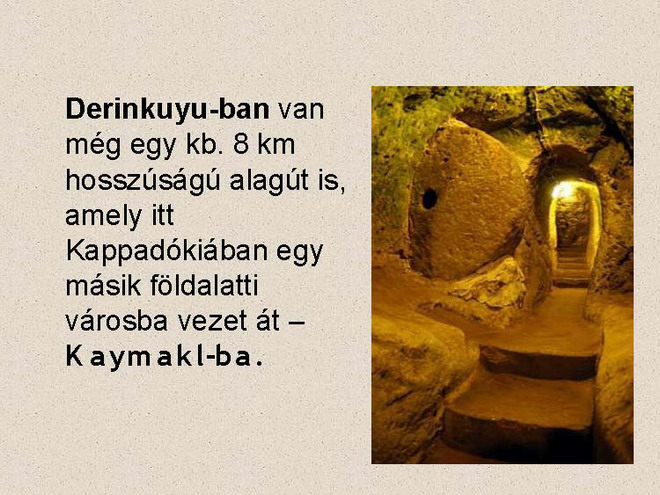 Derinkuyu-ban van
még egy kb. 8 km
hosszúságú alagút is,
amely itt
Kappadókiában egy
másik földalatti
városba vezet át –
Kaymakl-ba.